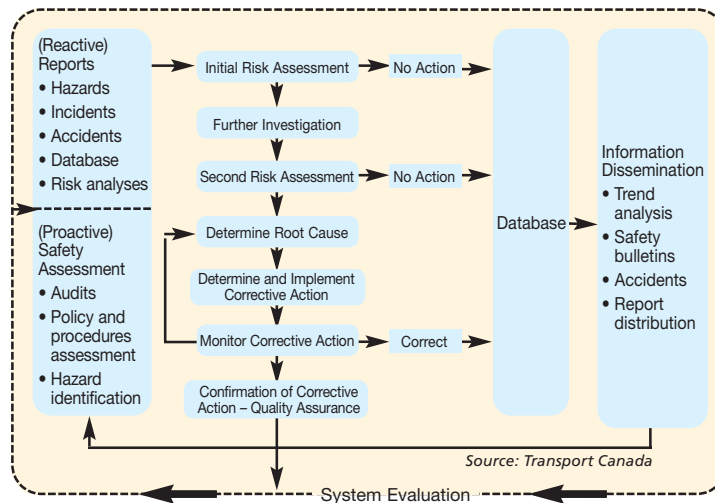 (Reactive)
Reports
• Hazards
• Incidents
• Accidents
• Database
• Risk analyses
(Proactive)
Safety
Assessment
• Audits
• Policy and
procedures
assessment
• Hazard
identification
Initial Risk Assessment
No Action
Further Investigation
Second Risk Assessment
No Action
Determine Root Cause
Determine and Implement
Corrective Action
Monitor Corrective Action
Correct
Confirmation of Corrective
Action – Quality Assurance
Database
Information
Dissemination
• Trend
analysis
• Safety
bulletins
• Accidents
• Report
distribution
Source: Transport Canada
System Evaluation